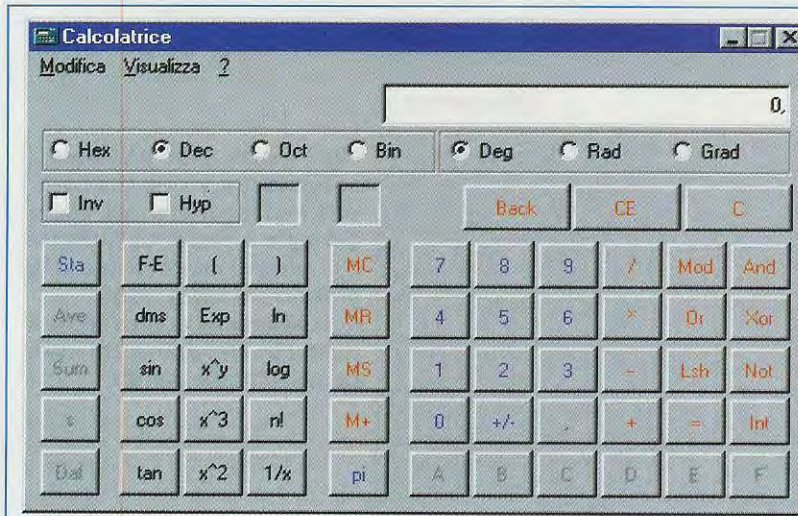 Calcolatrice
Modifica Visualizza ?
0,
Hex Dec Oct Bin Deg Rad Grad
Inv Hyp Back CE C
Sta F-E ( ) MC 7 8 9 / Mod And
Ave dms Exp ln MR 4 5 6 * Or Xor
Sum sin x^y log MS 1 2 3 - Lsh Not
s cos x^3 n! M+ 0 +/- , + = Int
Dat tan x^2 1/x pi A B C D E F